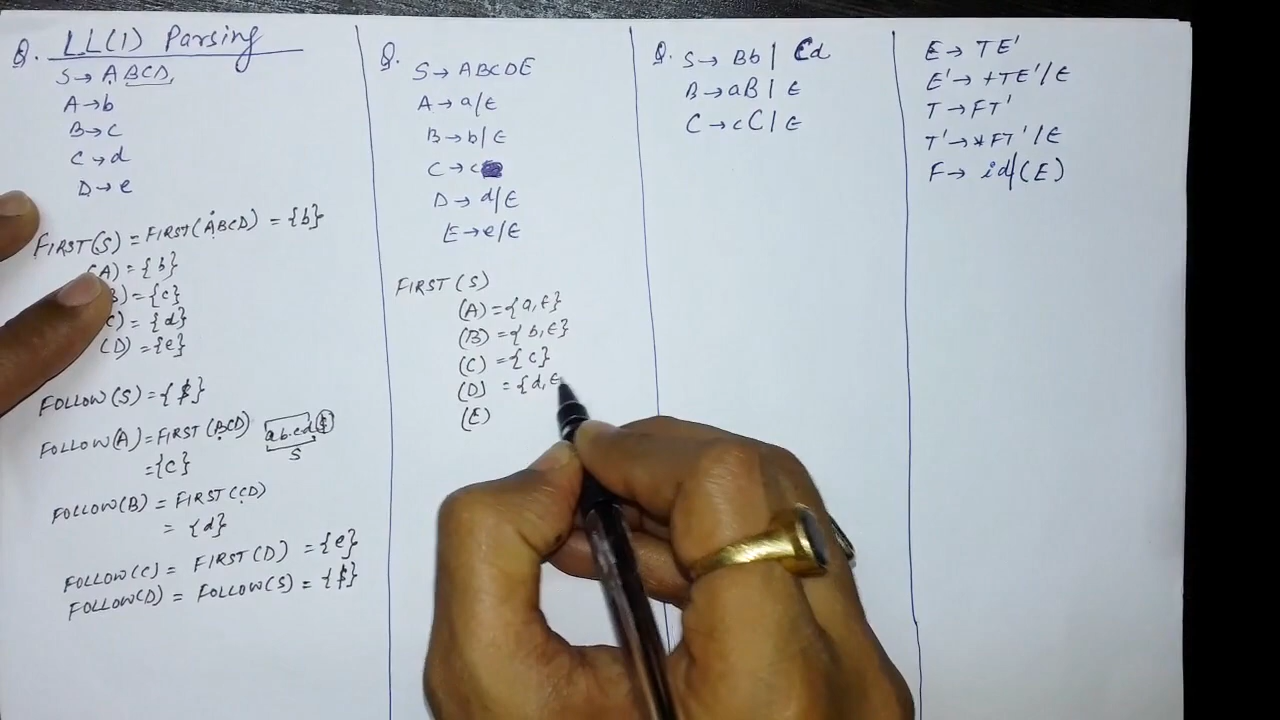 Q. LL(1) Parsing
S → ABCD,
A → b
B → c
C → d
D → e
FIRST(S) = FIRST(ABCD) = {b}
(A) = {b}
) = {c}
C) = {d}
(D) = {e}
FOLLOW(S) = {$}
FOLLOW(A) = FIRST(BCD) abcd$
= {c} S
FOLLOW(B) = FIRST(CD)
= {d}
FOLLOW(C) = FIRST(D) = {e}
FOLLOW(D) = FOLLOW(S) = {$}
Q.
S → ABCDE
A → a/ϵ
B → b/ϵ
C → c
D → d/ϵ
E → e/ϵ
FIRST(S)
(A) = {a, ϵ}
(B) = {b, ϵ}
(C) = {c}
(D) = {d, ϵ
(E)
Q. S → Bb | Cd
B → aB | ϵ
C → cC | ϵ
E → TE'
E' → +TE'/ϵ
T → FT'
T' → *FT'/ϵ
F → id/(E)